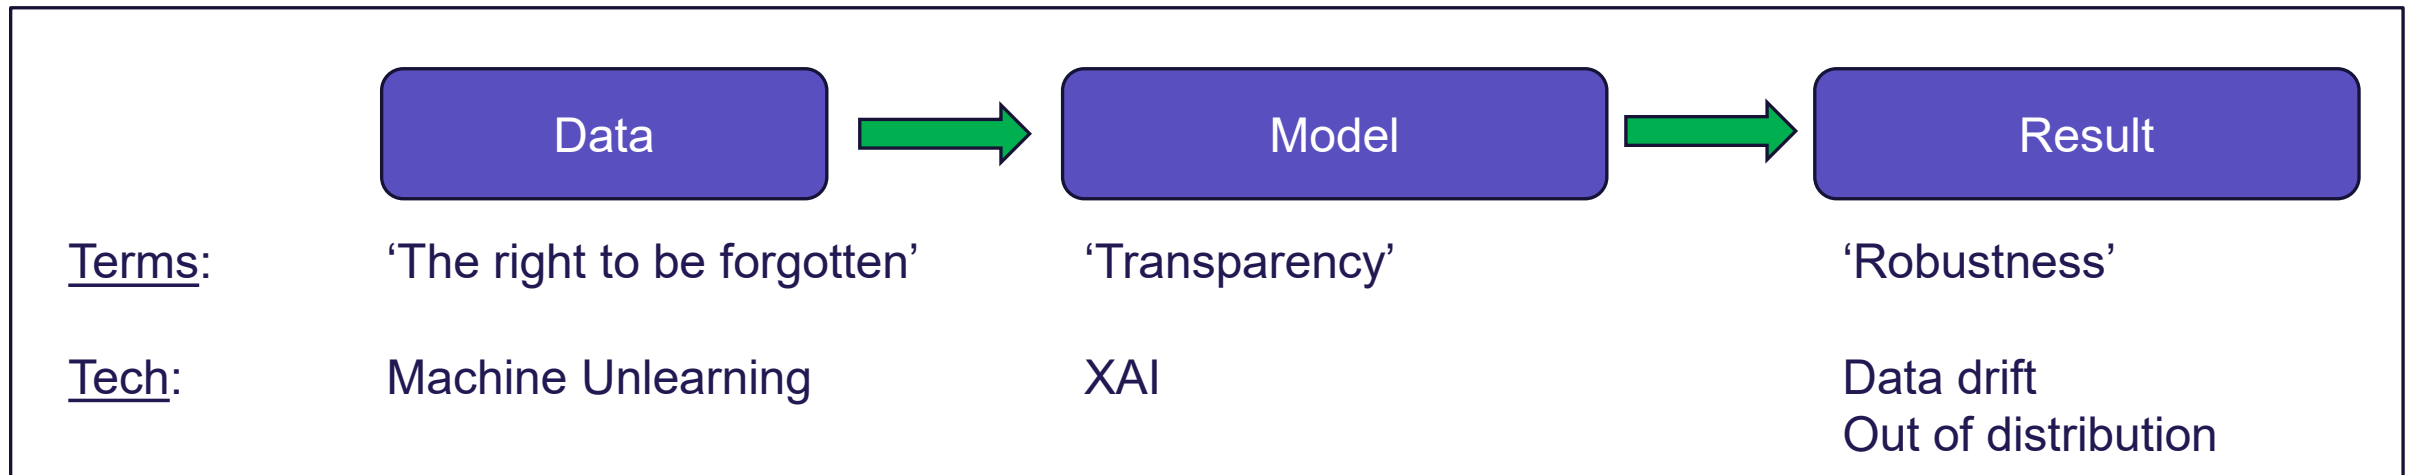 Data
Model
Result
Terms: ‘The right to be forgotten’ ‘Transparency’ ‘Robustness’
Tech: Machine Unlearning XAI Data drift
Out of distribution